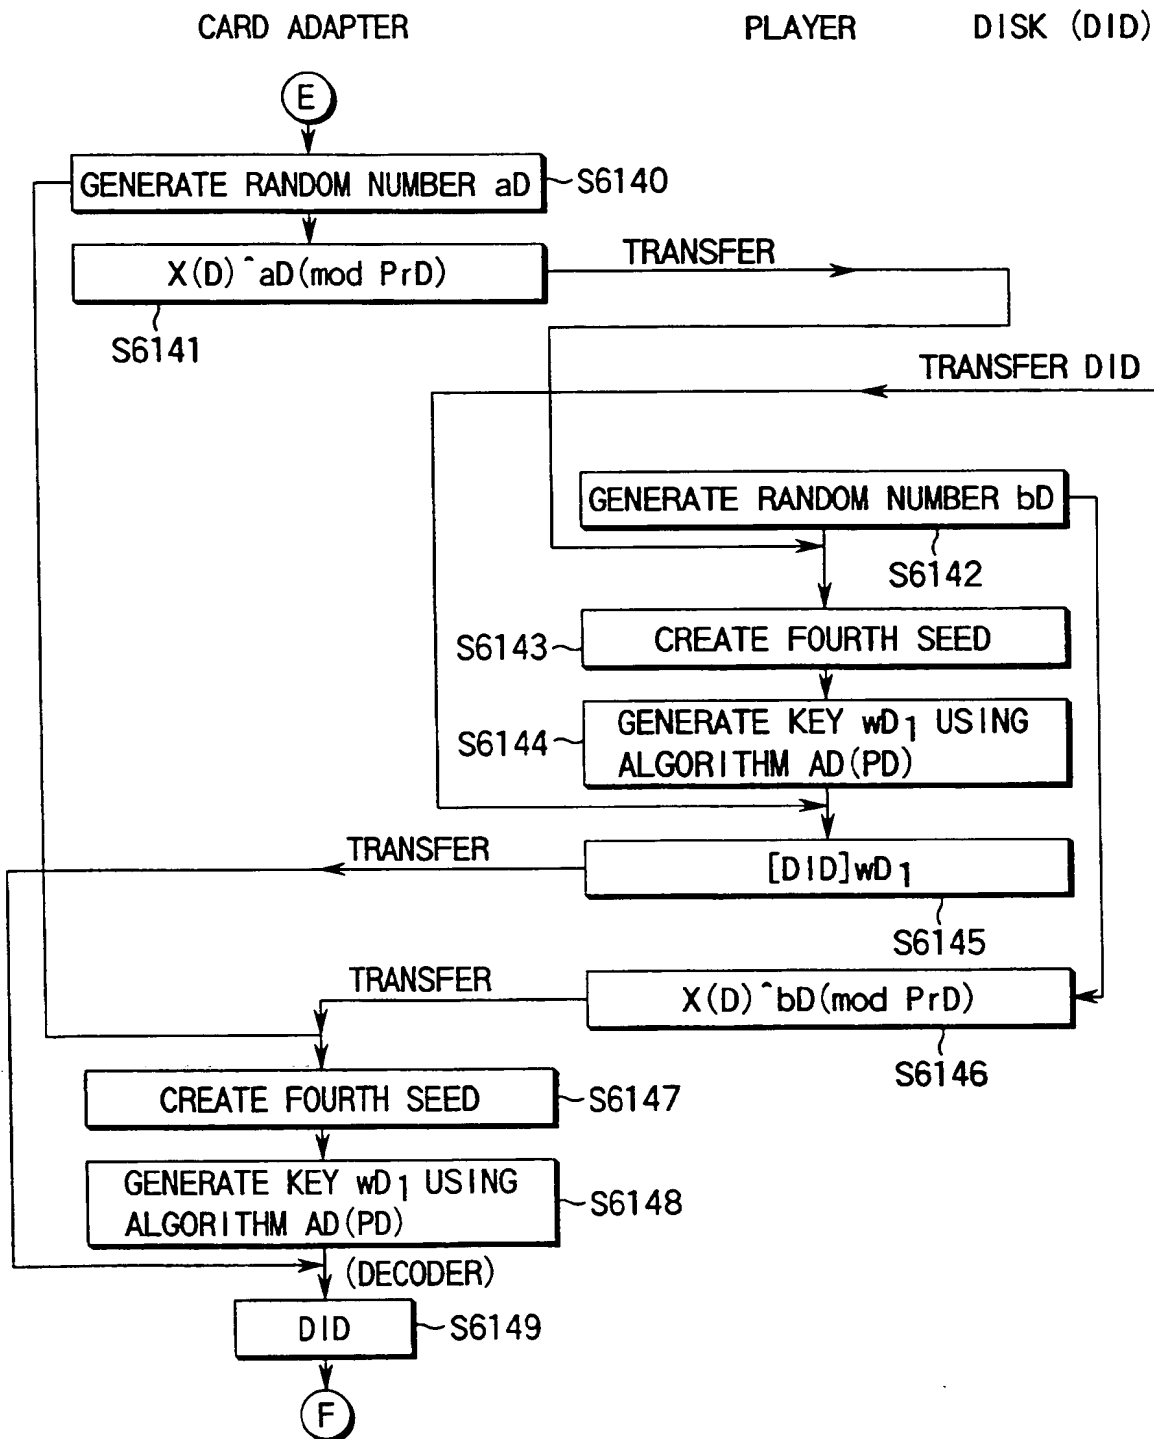 CARD ADAPTER
PLAYER
DISK (DID)
E
GENERATE RANDOM NUMBER aD
S6140
X(D)^aD(mod PrD)
TRANSFER
S6141
TRANSFER DID
GENERATE RANDOM NUMBER bD
S6142
S6143
CREATE FOURTH SEED
S6144
GENERATE KEY wD1 USING
ALGORITHM AD(PD)
TRANSFER
[DID]wD1
S6145
TRANSFER
X(D)^bD(mod PrD)
S6146
CREATE FOURTH SEED
S6147
GENERATE KEY wD1 USING
ALGORITHM AD(PD)
S6148
(DECODER)
DID
S6149
F